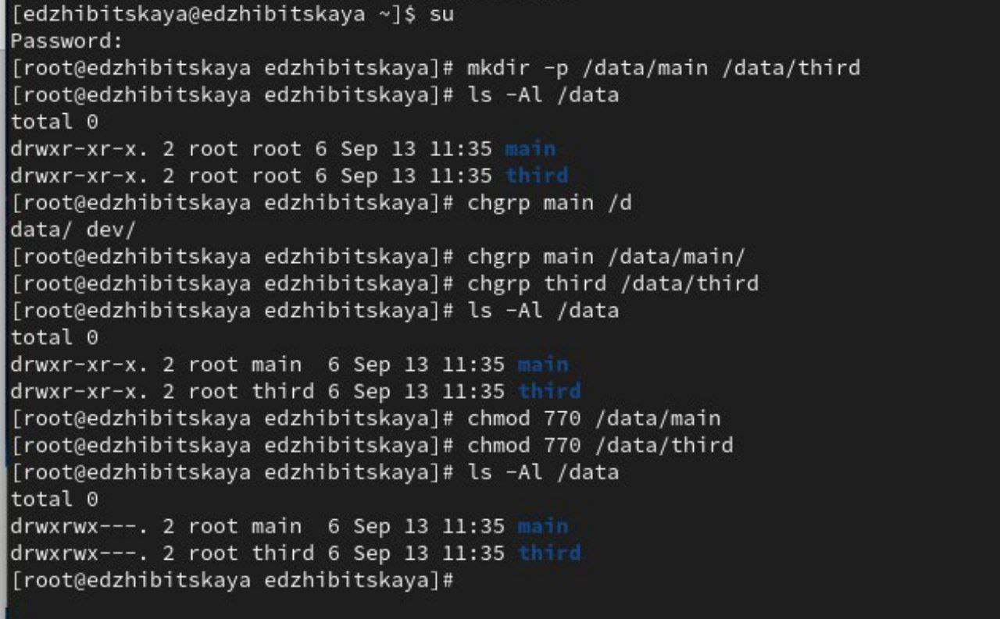 [edzhibitskaya@edzhibitskaya ~]$ su
Password:
[root@edzhibitskaya edzhibitskaya]# mkdir -p /data/main /data/third
[root@edzhibitskaya edzhibitskaya]# ls -Al /data
total 0
drwxr-xr-x. 2 root root 6 Sep 13 11:35 main
drwxr-xr-x. 2 root root 6 Sep 13 11:35 third
[root@edzhibitskaya edzhibitskaya]# chgrp main /d
data/ dev/
[root@edzhibitskaya edzhibitskaya]# chgrp main /data/main/
[root@edzhibitskaya edzhibitskaya]# chgrp third /data/third
[root@edzhibitskaya edzhibitskaya]# ls -Al /data
total 0
drwxr-xr-x. 2 root main  6 Sep 13 11:35 main
drwxr-xr-x. 2 root third 6 Sep 13 11:35 third
[root@edzhibitskaya edzhibitskaya]# chmod 770 /data/main
[root@edzhibitskaya edzhibitskaya]# chmod 770 /data/third
[root@edzhibitskaya edzhibitskaya]# ls -Al /data
total 0
drwxrwx---. 2 root main  6 Sep 13 11:35 main
drwxrwx---. 2 root third 6 Sep 13 11:35 third
[root@edzhibitskaya edzhibitskaya]#